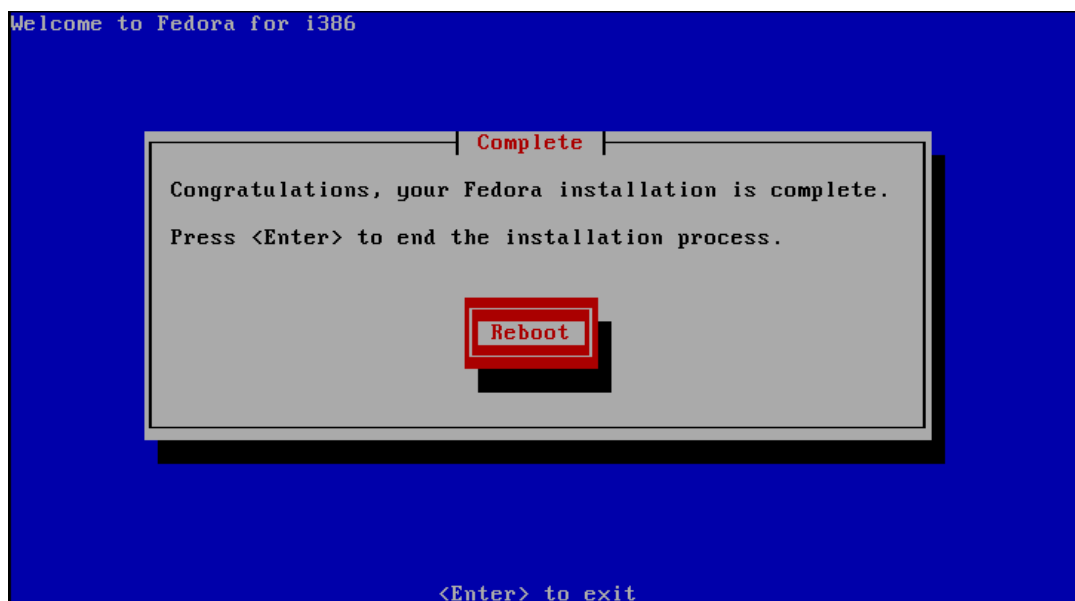 Welcome to Fedora for i386
Complete
Congratulations, your Fedora installation is complete.
Press <Enter> to end the installation process.
Reboot
<Enter> to exit